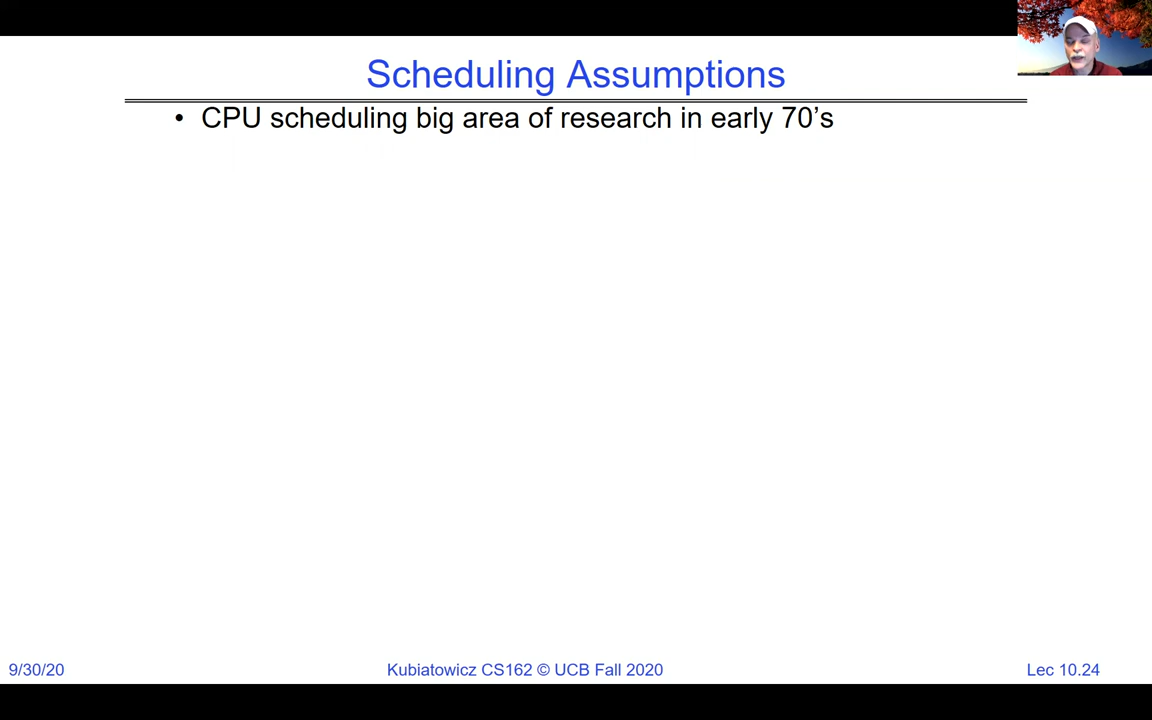 Scheduling Assumptions
• CPU scheduling big area of research in early 70’s
9/30/20
Kubiatowicz CS162 © UCB Fall 2020
Lec 10.24